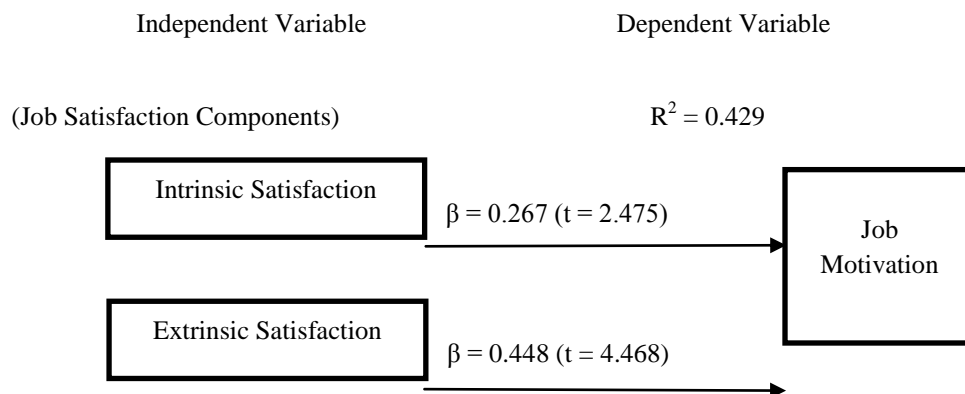 Independent Variable
Dependent Variable
(Job Satisfaction Components)
R² = 0.429
Intrinsic Satisfaction
β = 0.267 (t = 2.475)
Job
Motivation
Extrinsic Satisfaction
β = 0.448 (t = 4.468)